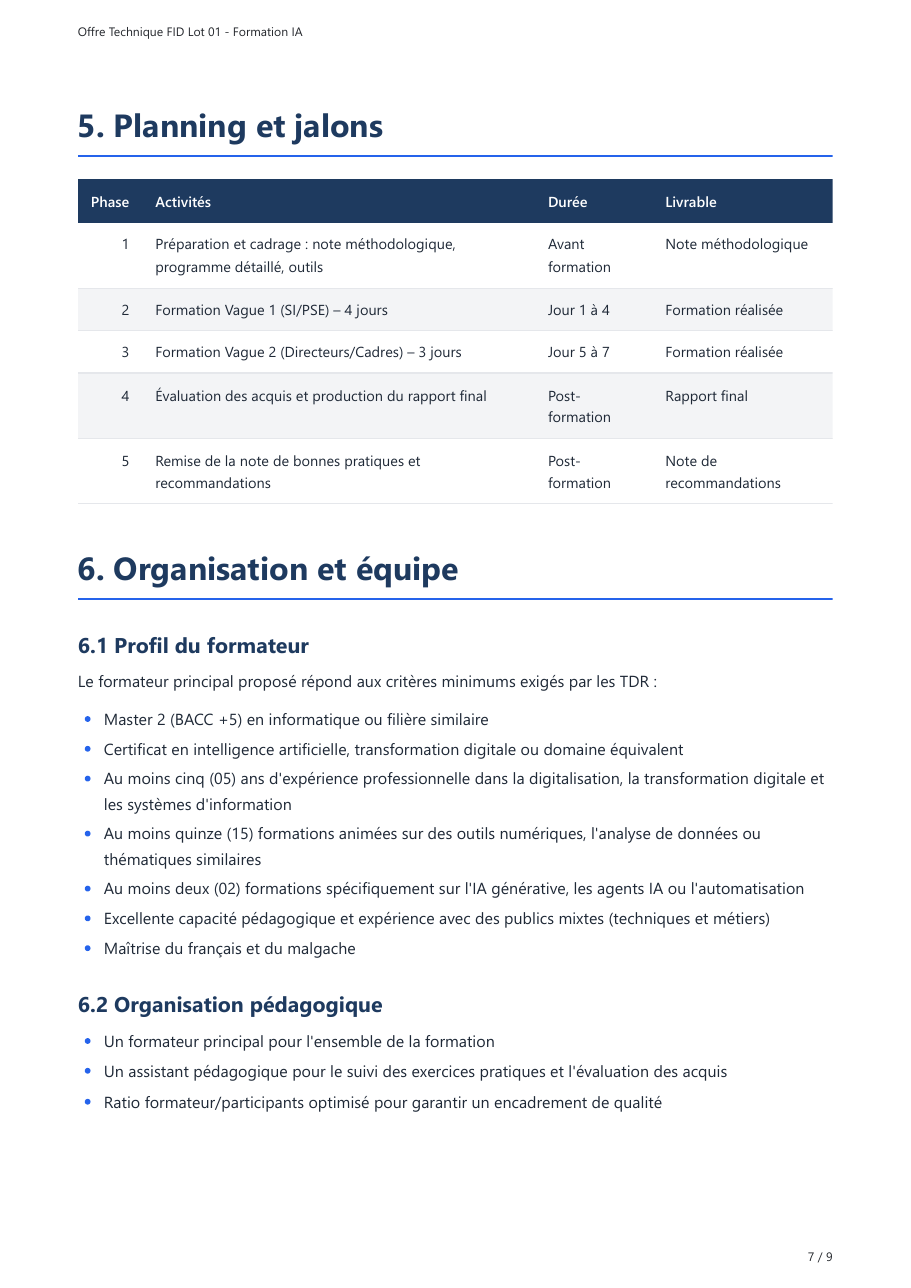 Offre Technique FID Lot 01 - Formation IA
5. Planning et jalons
Phase Activités Durée Livrable
1 Préparation et cadrage : note méthodologique, Avant Note méthodologique
programme détaillé, outils formation
2 Formation Vague 1 (SI/PSE) – 4 jours Jour 1 à 4 Formation réalisée
3 Formation Vague 2 (Directeurs/Cadres) – 3 jours Jour 5 à 7 Formation réalisée
4 Évaluation des acquis et production du rapport final Post- Rapport final
formation
5 Remise de la note de bonnes pratiques et Post- Note de
recommandations formation recommandations
6. Organisation et équipe
6.1 Profil du formateur
Le formateur principal proposé répond aux critères minimums exigés par les TDR :
• Master 2 (BACC +5) en informatique ou filière similaire
• Certificat en intelligence artificielle, transformation digitale ou domaine équivalent
• Au moins cinq (05) ans d'expérience professionnelle dans la digitalisation, la transformation digitale et
les systèmes d'information
• Au moins quinze (15) formations animées sur des outils numériques, l'analyse de données ou
thématiques similaires
• Au moins deux (02) formations spécifiquement sur l'IA générative, les agents IA ou l'automatisation
• Excellente capacité pédagogique et expérience avec des publics mixtes (techniques et métiers)
• Maîtrise du français et du malgache
6.2 Organisation pédagogique
• Un formateur principal pour l'ensemble de la formation
• Un assistant pédagogique pour le suivi des exercices pratiques et l'évaluation des acquis
• Ratio formateur/participants optimisé pour garantir un encadrement de qualité
7 / 9